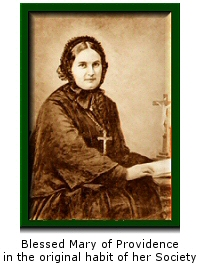 Blessed Mary of Providence
in the original habit of her Society